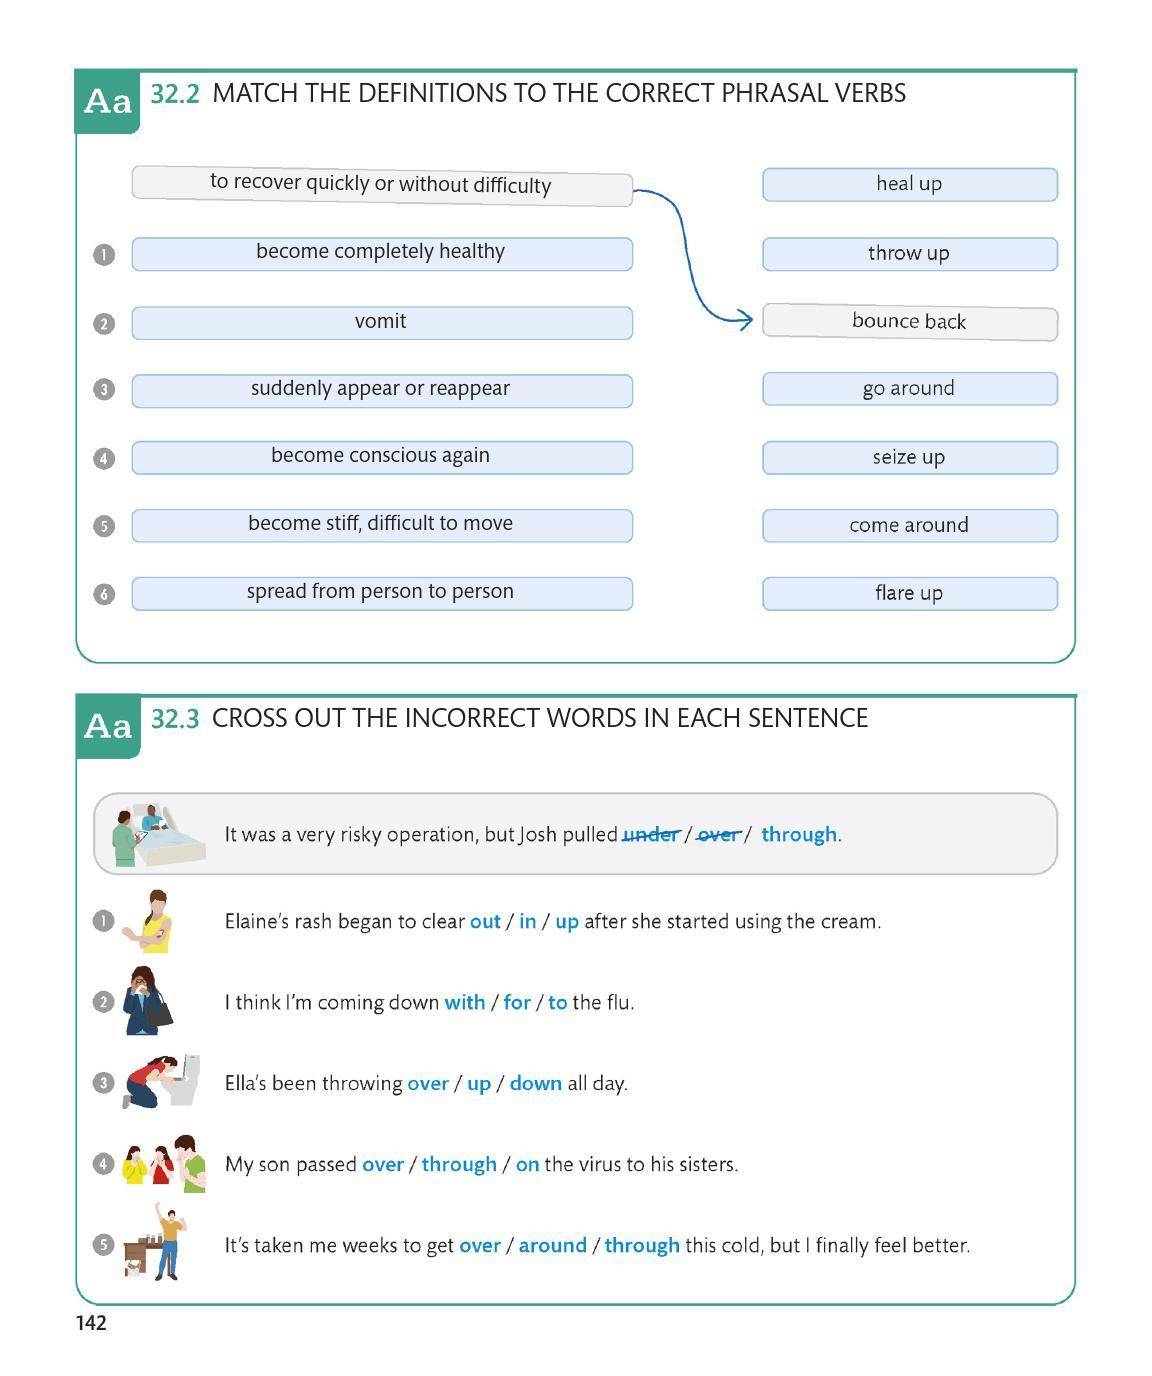 Aa 32.2 MATCH THE DEFINITIONS TO THE CORRECT PHRASAL VERBS
to recover quickly or without difficulty
heal up
1 become completely healthy
throw up
2 vomit
bounce back
3 suddenly appear or reappear
go around
4 become conscious again
seize up
5 become stiff, difficult to move
come around
6 spread from person to person
flare up
Aa 32.3 CROSS OUT THE INCORRECT WORDS IN EACH SENTENCE
It was a very risky operation, but Josh pulled under / over / through.
1 Elaine's rash began to clear out / in / up after she started using the cream.
2 I think I'm coming down with / for / to the flu.
3 Ella's been throwing over / up / down all day.
4 My son passed over / through / on the virus to his sisters.
5 It's taken me weeks to get over / around / through this cold, but I finally feel better.
142